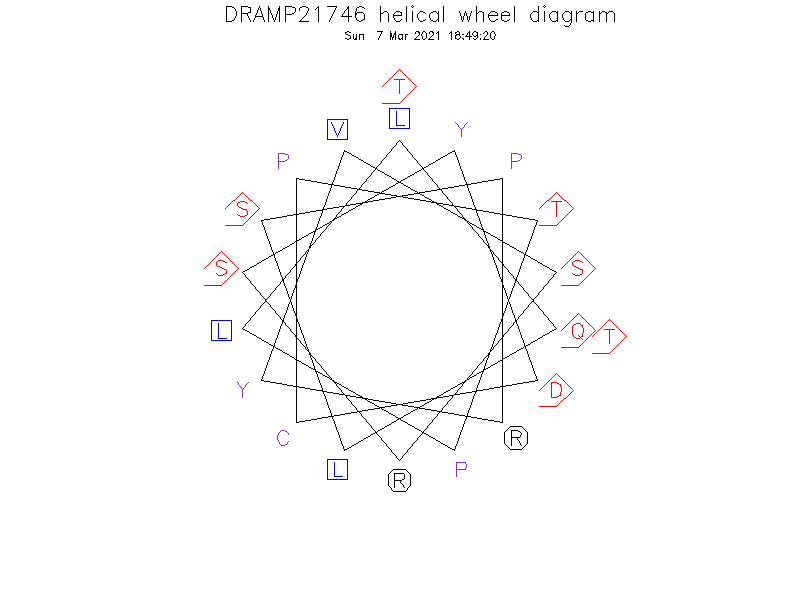 DRAMP21746 helical wheel diagram
Sun 7 Mar 2021 18:49:20
T
V L Y
P P
S T
S S
L Q T
Y D
C R
L R P